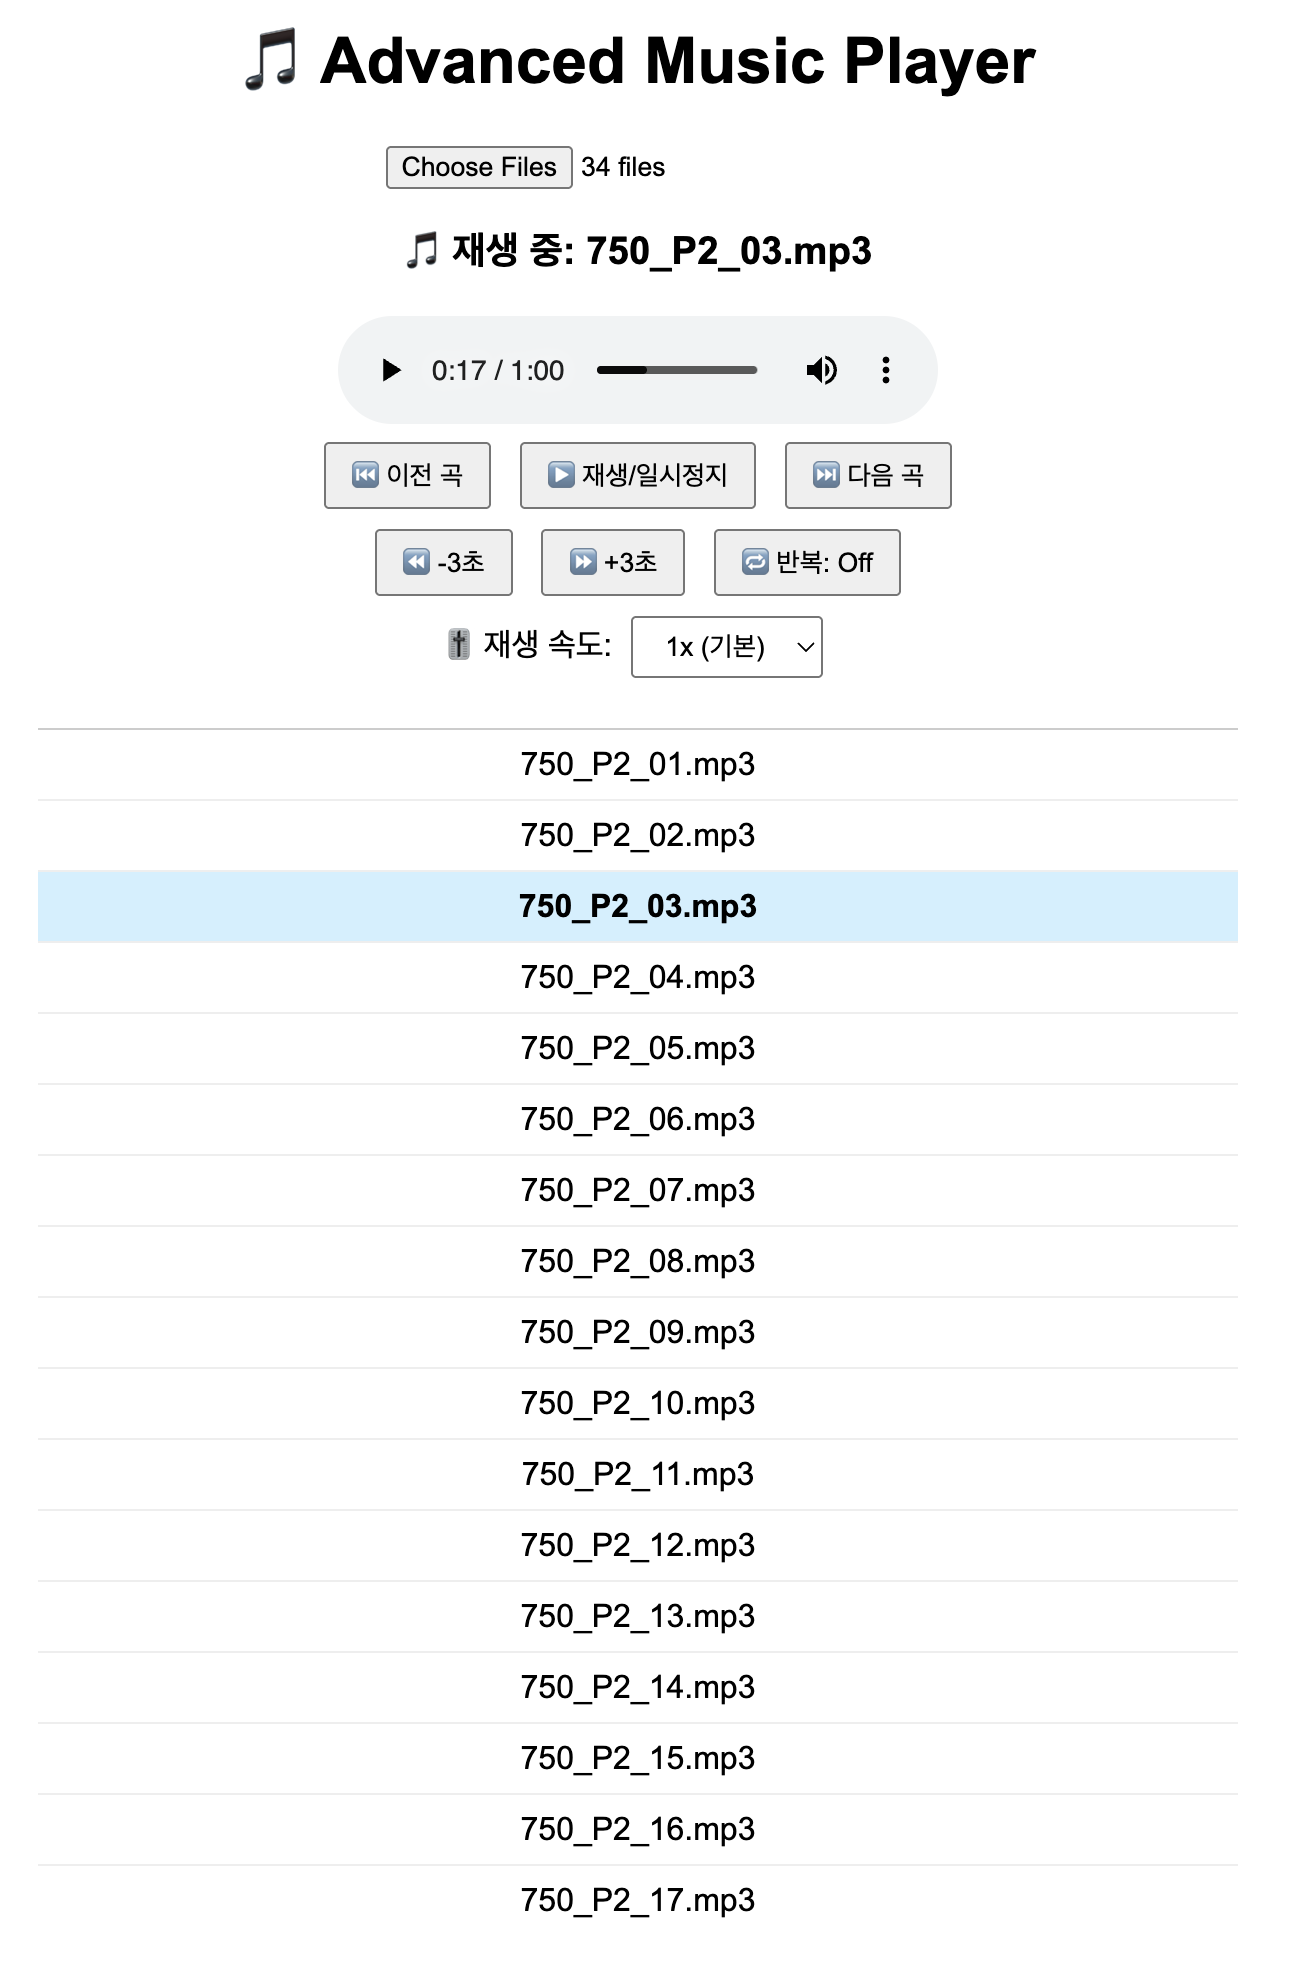 🎵 Advanced Music Player
Choose Files 34 files
🎵 재생 중: 750_P2_03.mp3
0:17 / 1:00
⏮️ 이전 곡 ▶️ 재생/일시정지 ⏭️ 다음 곡
⏪ -3초 ⏩ +3초 🔁 반복: Off
🎚️ 재생 속도: 1x (기본)
750_P2_01.mp3
750_P2_02.mp3
750_P2_03.mp3
750_P2_04.mp3
750_P2_05.mp3
750_P2_06.mp3
750_P2_07.mp3
750_P2_08.mp3
750_P2_09.mp3
750_P2_10.mp3
750_P2_11.mp3
750_P2_12.mp3
750_P2_13.mp3
750_P2_14.mp3
750_P2_15.mp3
750_P2_16.mp3
750_P2_17.mp3